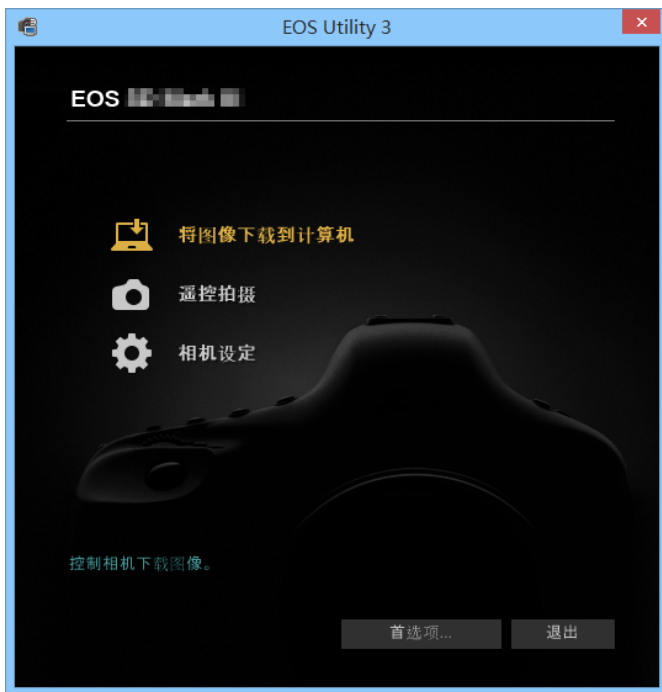 EOS Utility 3
EOS
将图像下载到计算机
遥控拍摄
相机设定
控制相机下载图像。
首选项...
退出